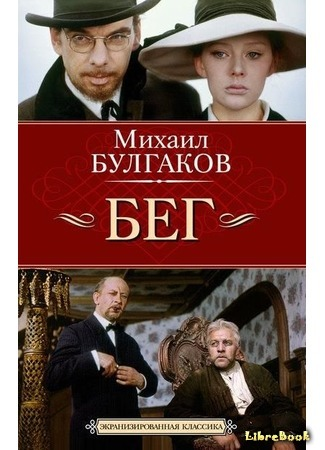 Михаил
БУЛГАКОВ
БЕГ
ЭКРАНИЗИРОВАННАЯ КЛАССИКА
LibreBook